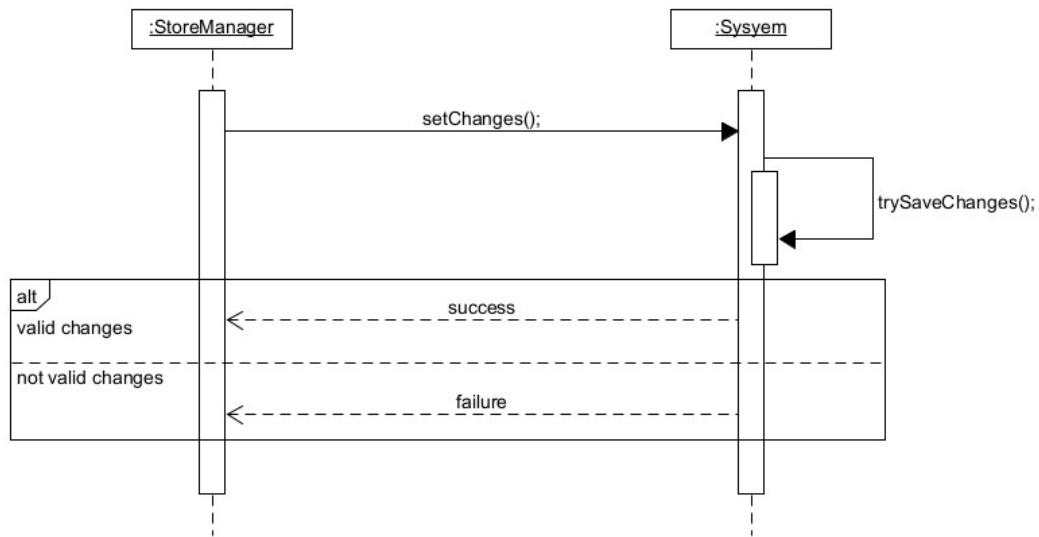 :StoreManager
:Sysyem
setChanges();
trySaveChanges();
alt
success
valid changes
not valid changes
failure